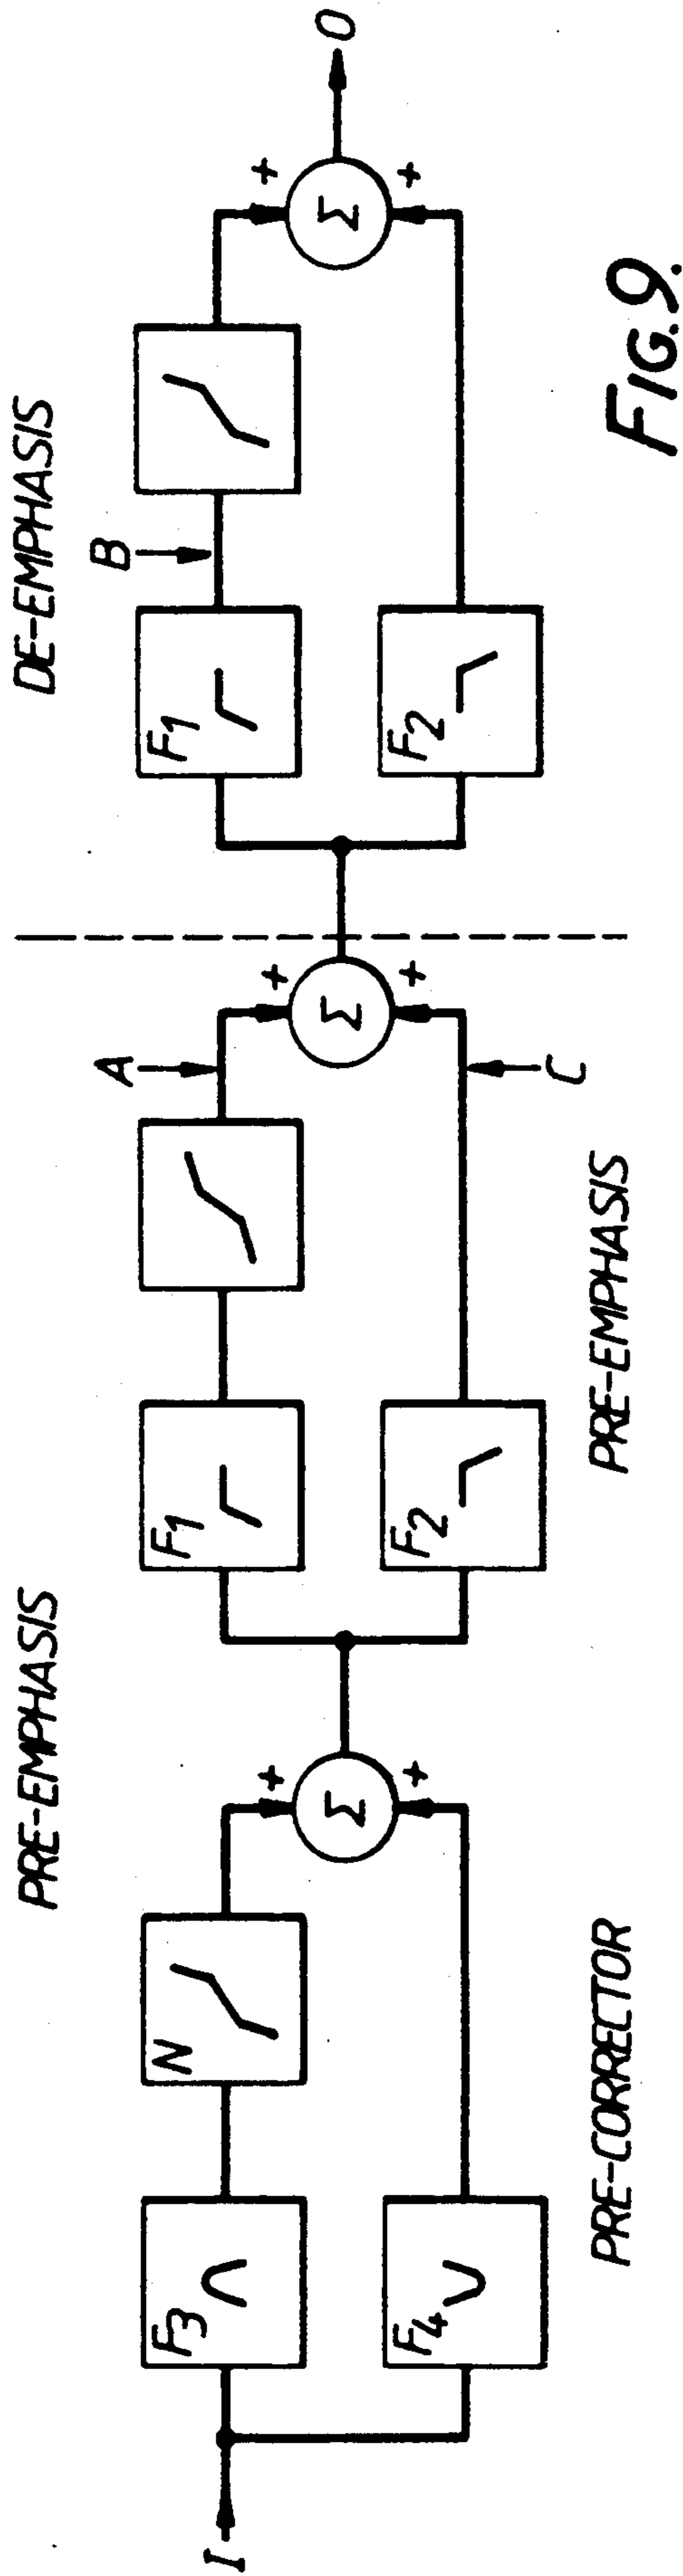 PRE-EMPHASIS
DE-EMPHASIS
I
F3
N
Σ
+
+
F4
PRE-CORRECTOR
F1
A
Σ
+
+
F2
C
PRE-EMPHASIS
F1
B
Σ
+
+
F2
O
FIG.9.